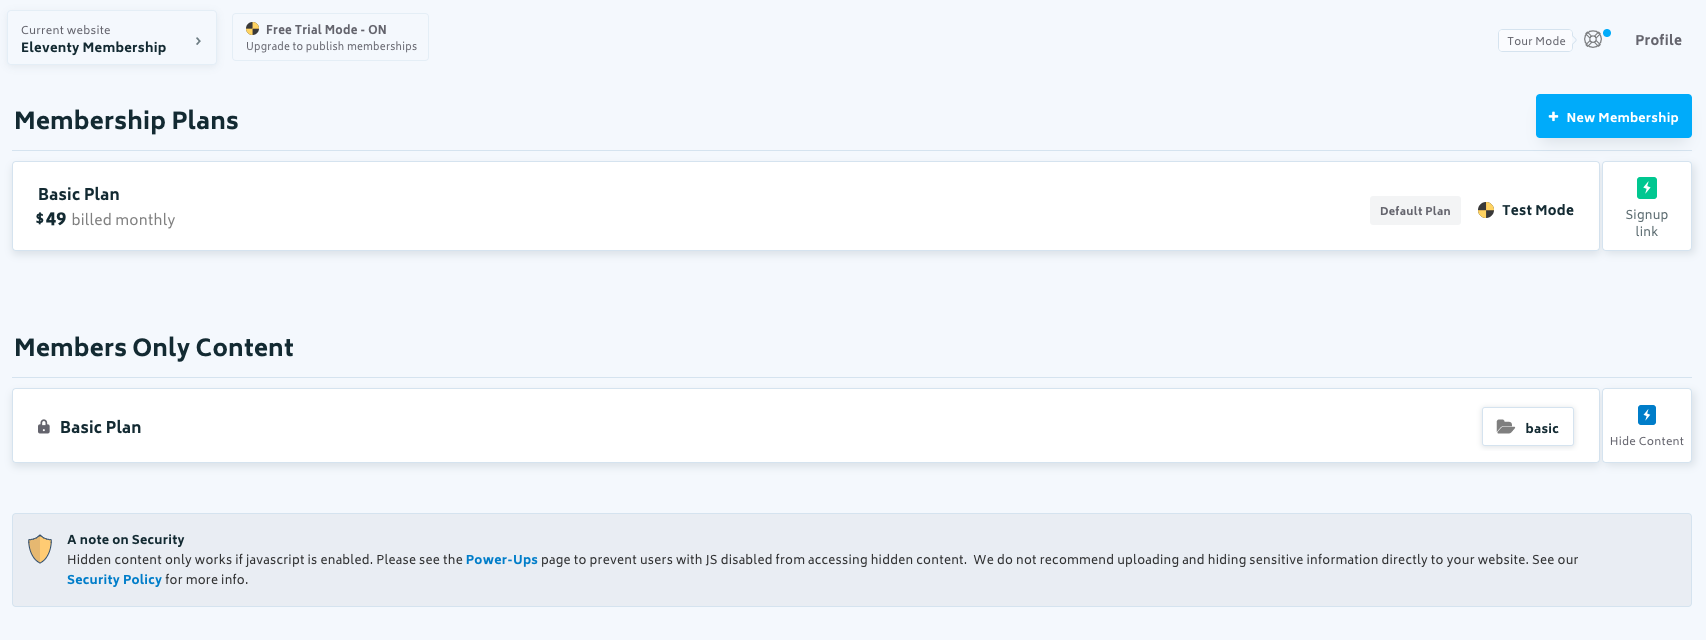 Current website
Eleventy Membership
Free Trial Mode - ON
Upgrade to publish memberships
Tour Mode
Profile
Membership Plans
+ New Membership
Basic Plan
$49 billed monthly
Default Plan
Test Mode
Signup
link
Members Only Content
Basic Plan
basic
Hide Content
A note on Security
Hidden content only works if javascript is enabled. Please see the Power-Ups page to prevent users with JS disabled from accessing hidden content. We do not recommend uploading and hiding sensitive information directly to your website. See our
Security Policy for more info.